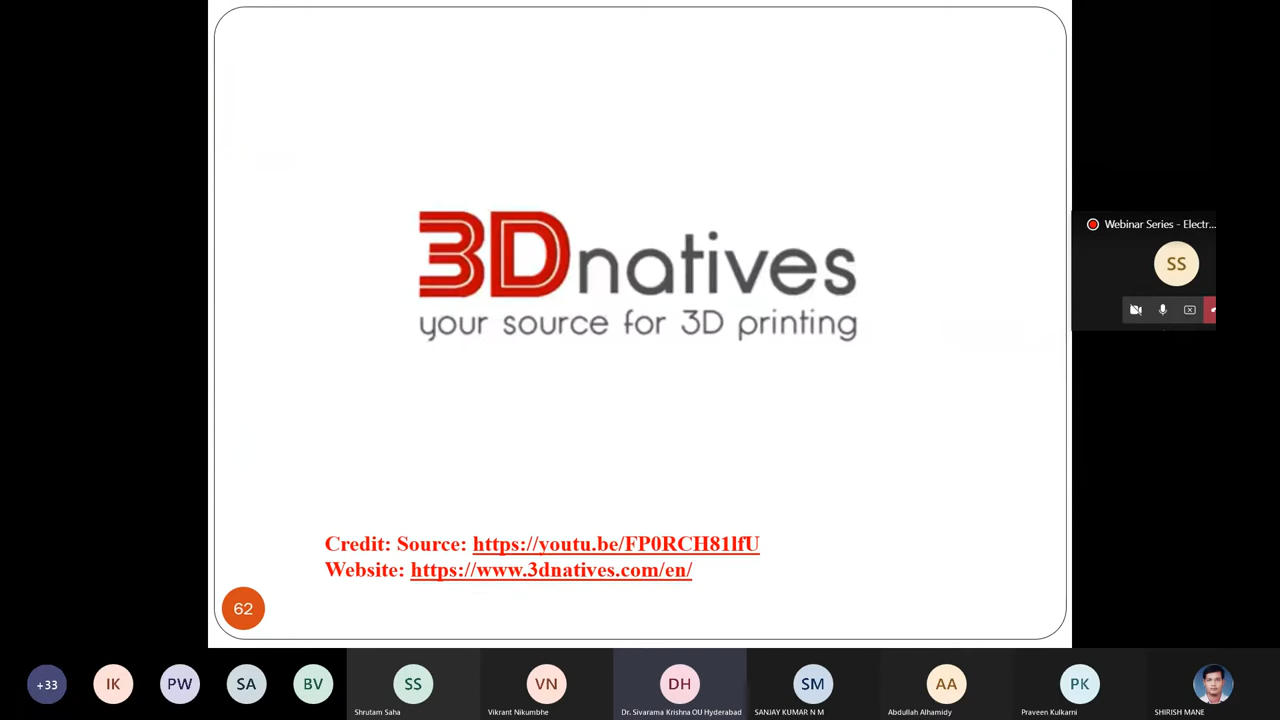 3Dnatives
your source for 3D printing
Webinar Series - Electr...
SS
Credit: Source: https://youtu.be/FP0RCH81lfU
Website: https://www.3dnatives.com/en/
62
+33
IK
PW
SA
BV
SS
VN
DH
SM
AA
PK
Shrutam Saha
Vikrant Nikumbhe
Dr. Sivarama Krishna OU Hyderabad
SANJAY KUMAR N M
Abdullah Alhamidy
Praveen Kulkarni
SHIRISH MANE